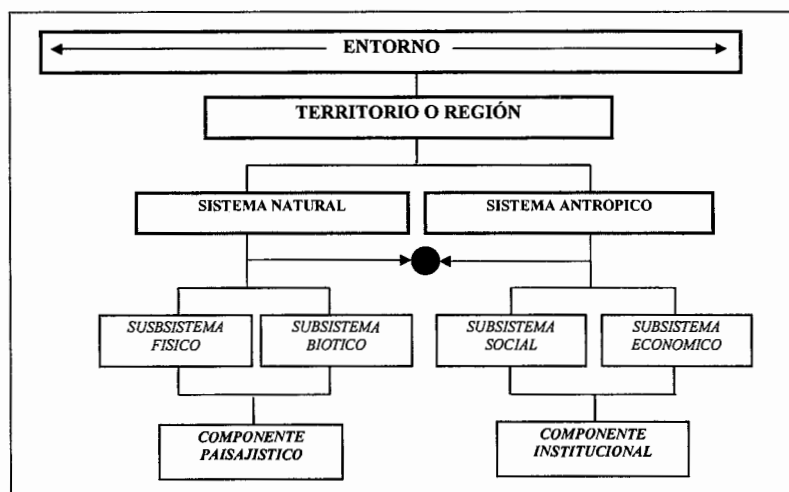 ENTORNO
TERRITORIO O REGIÓN
SISTEMA NATURAL
SISTEMA ANTROPICO
SUSBSISTEMA
FISICO
SUBSISTEMA
BIOTICO
SUBSISTEMA
SOCIAL
SUBSISTEMA
ECONOMICO
COMPONENTE
PAISAJISTICO
COMPONENTE
INSTITUCIONAL